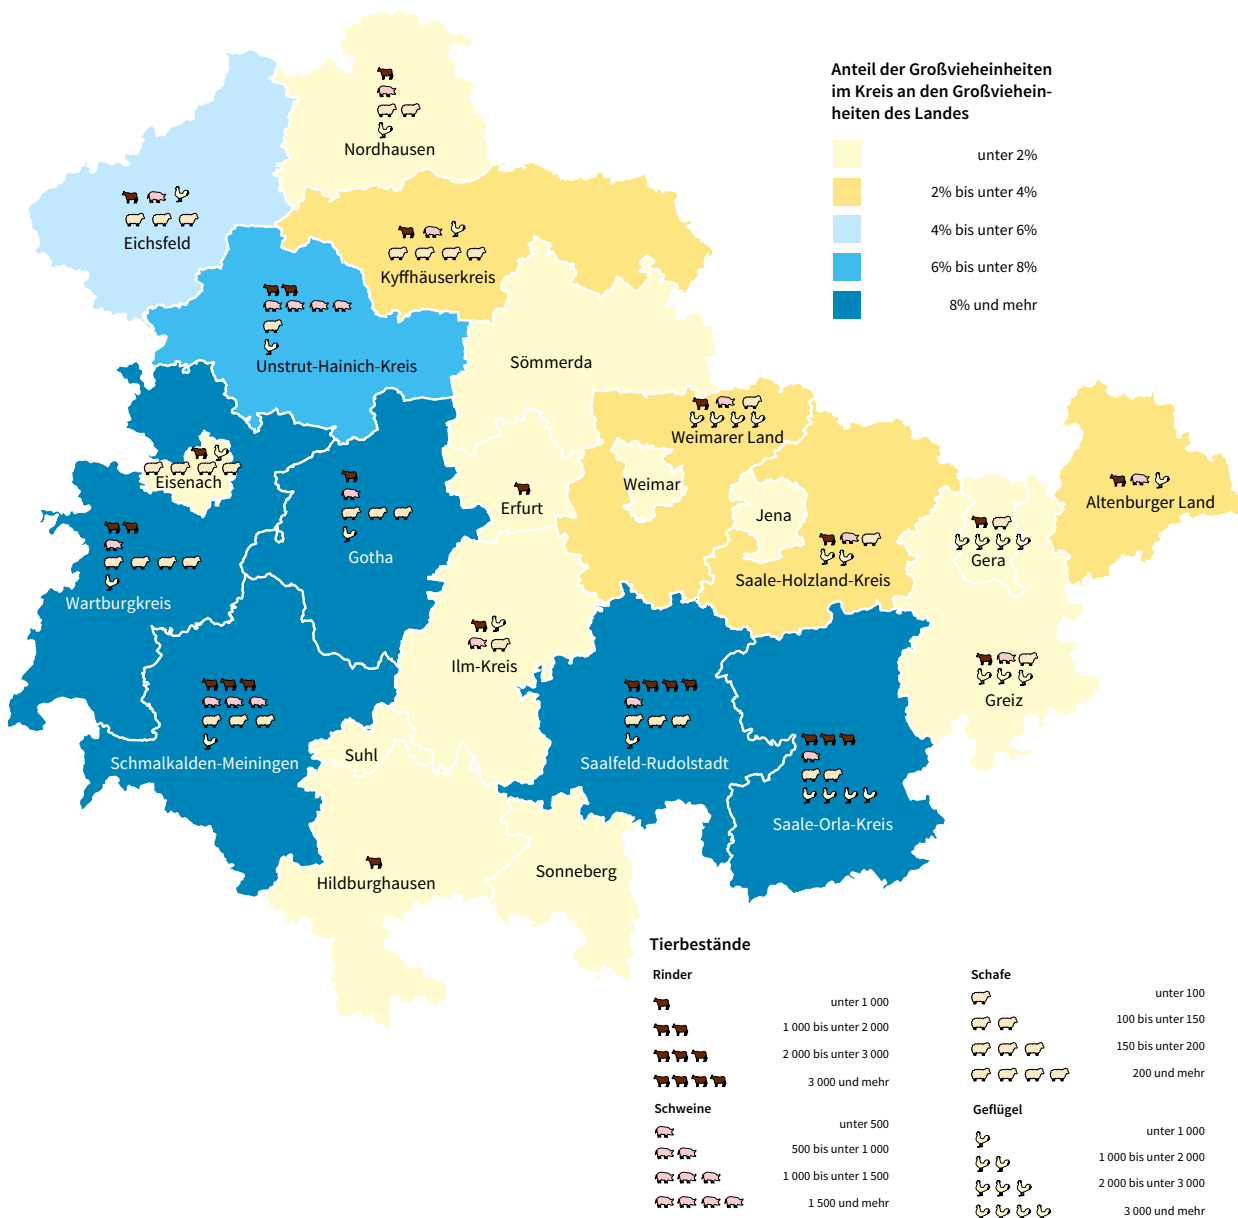 Anteil der Großvieheinheiten
im Kreis an den Großviehein-
heiten des Landes
unter 2%
2% bis unter 4%
4% bis unter 6%
6% bis unter 8%
8% und mehr
Nordhausen
Eichsfeld
Kyffhäuserkreis
Unstrut-Hainich-Kreis
Sömmerda
Weimarer Land
Eisenach
Weimar
Erfurt
Altenburger Land
Jena
Gotha
Gera
Saale-Holzland-Kreis
Wartburgkreis
Ilm-Kreis
Greiz
Suhl
Schmalkalden-Meiningen
Saalfeld-Rudolstadt
Saale-Orla-Kreis
Sonneberg
Hildburghausen
Tierbestände
Rinder
unter 1 000
1 000 bis unter 2 000
2 000 bis unter 3 000
3 000 und mehr
Schweine
unter 500
500 bis unter 1 000
1 000 bis unter 1 500
1 500 und mehr
Schafe
unter 100
100 bis unter 150
150 bis unter 200
200 und mehr
Geflügel
unter 1 000
1 000 bis unter 2 000
2 000 bis unter 3 000
3 000 und mehr